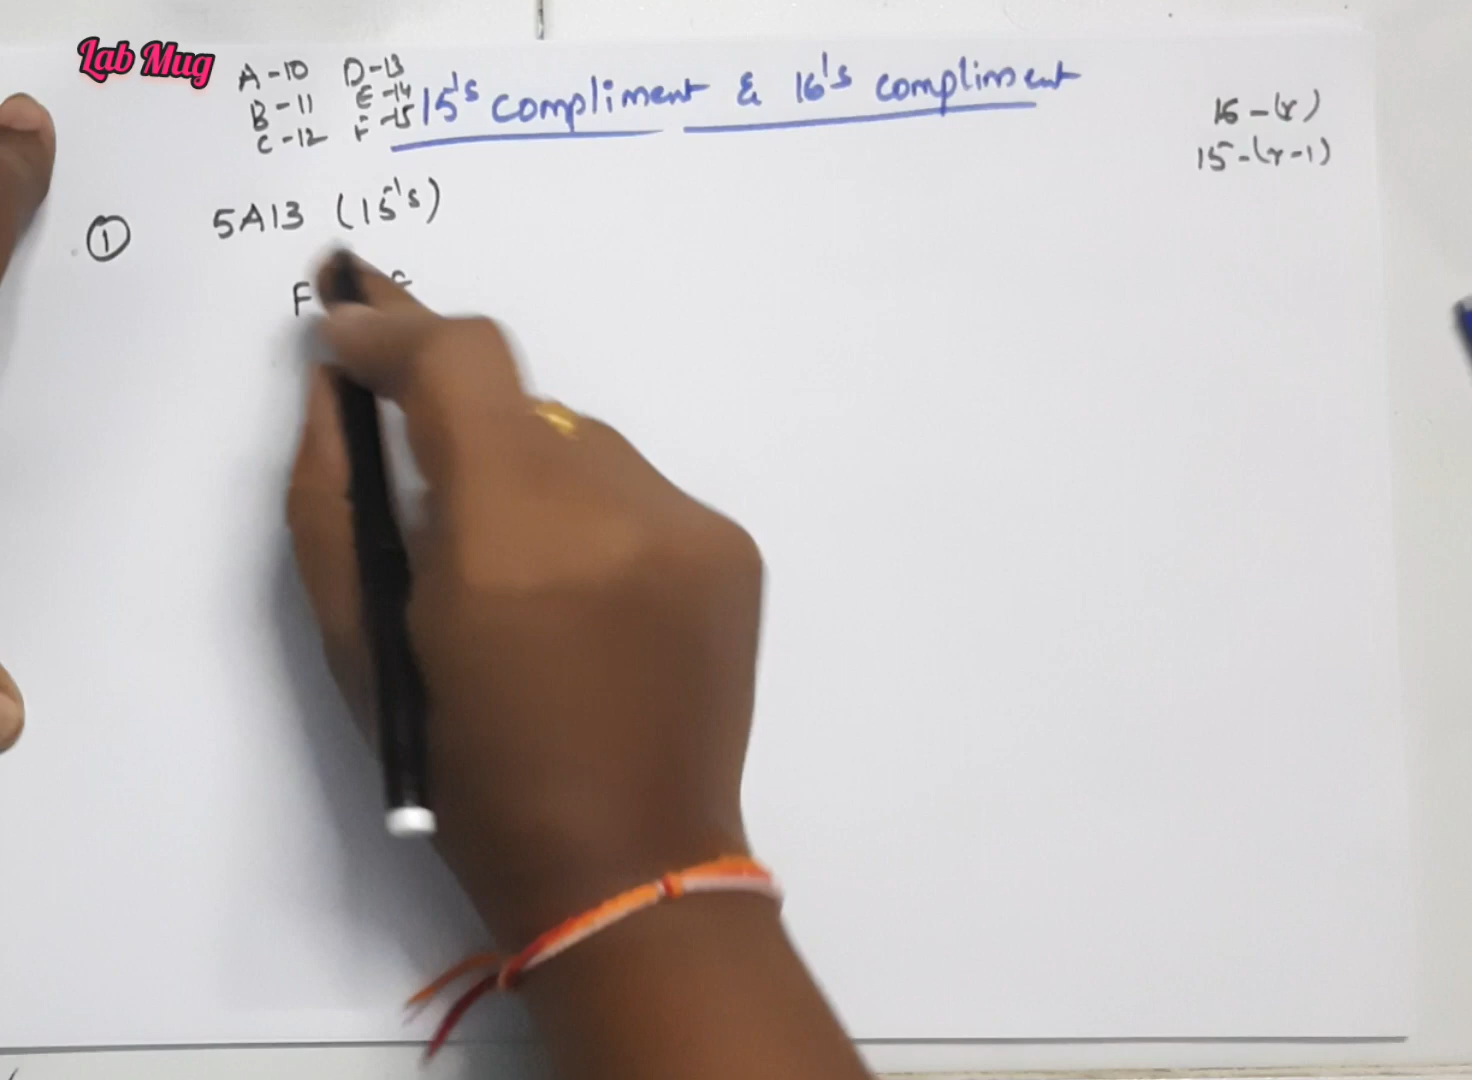 Lab Mug
A-10 D-13
B-11 E-14
C-12 F-15
15's compliment & 16's compliment
16-(r)
15-(r-1)
① 5A13 (15's)
F